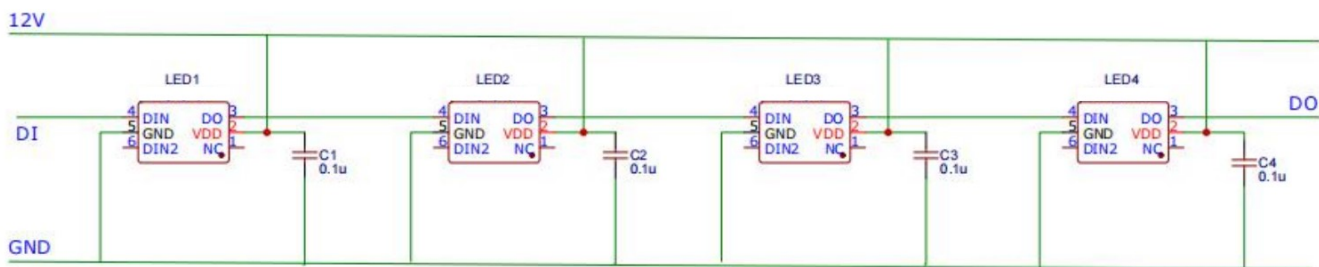 12V
LED1
LED2
LED3
LED4
4 DIN DO 3
5 GND VDD 2
6 DIN2 NC 1
4 DIN DO 3
5 GND VDD 2
6 DIN2 NC 1
4 DIN DO 3
5 GND VDD 2
6 DIN2 NC 1
4 DIN DO 3
5 GND VDD 2
6 DIN2 NC 1
DI
DO
C1
0.1u
C2
0.1u
C3
0.1u
C4
0.1u
GND